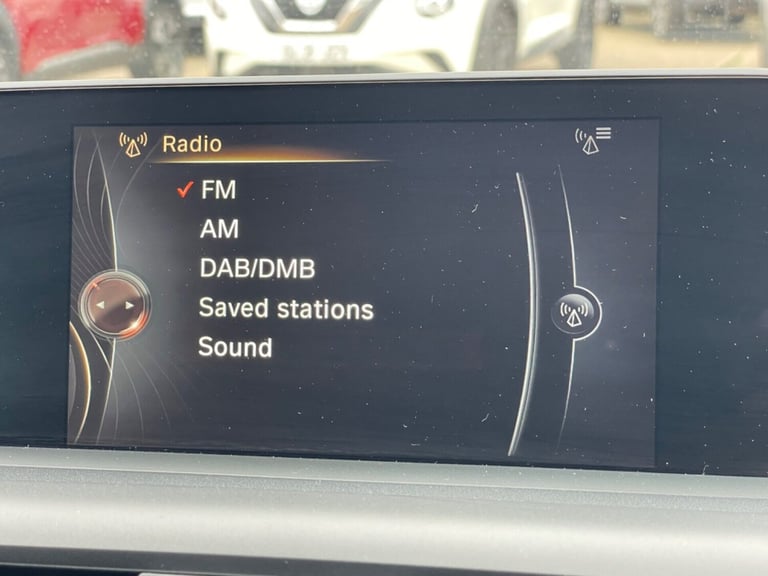 Radio
FM
AM
DAB/DMB
Saved stations
Sound